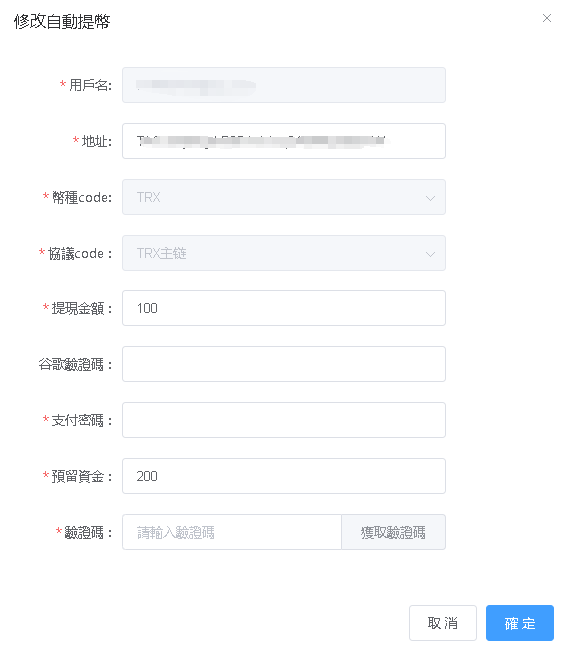 修改自動提幣
* 用戶名:
* 地址:
* 幣種code: TRX
* 協議code： TRX主链
* 提現金額： 100
谷歌驗證碼：
* 支付密碼：
* 預留資金： 200
* 驗證碼： 請輸入驗證碼 獲取驗證碼
取消 確定